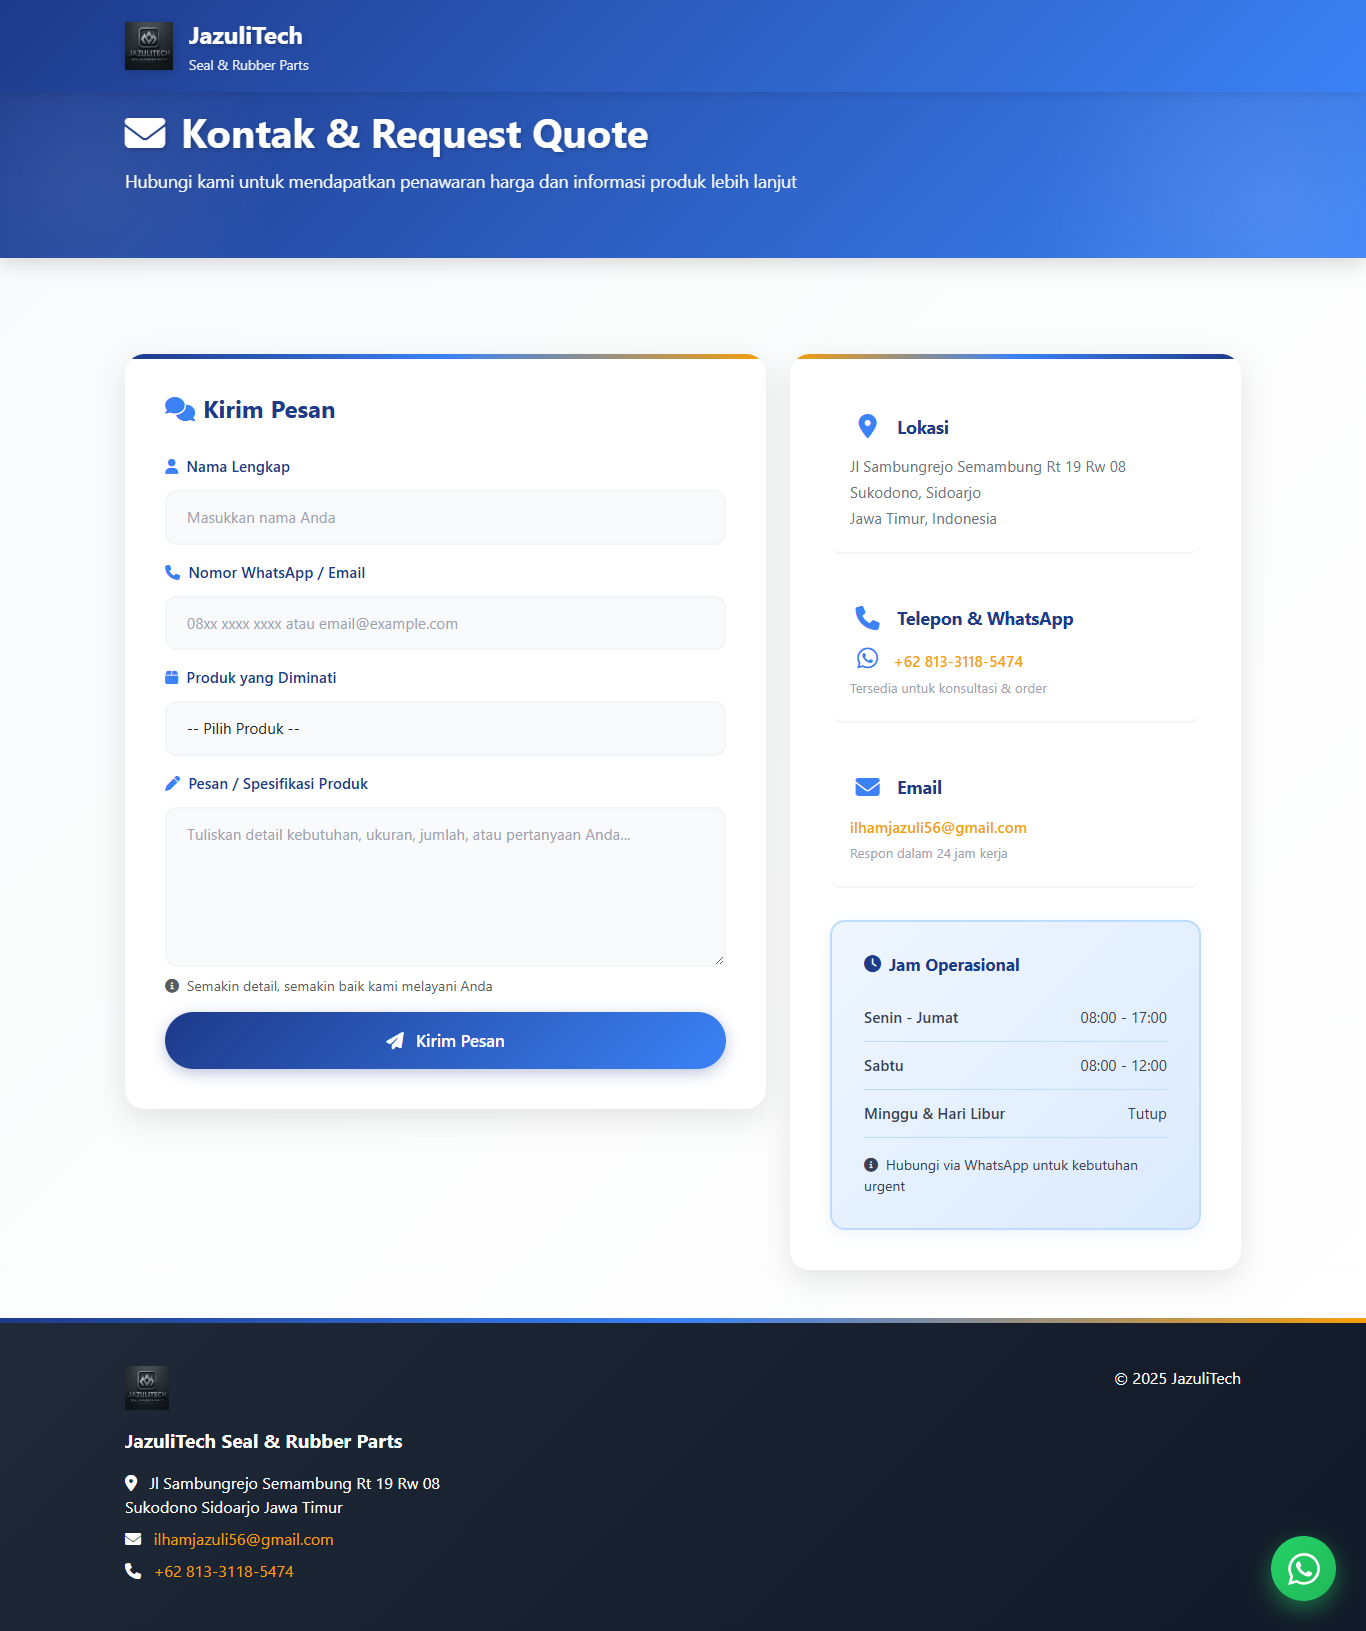 JAZULITECH
JazuliTech
Seal & Rubber Parts
Kontak & Request Quote
Hubungi kami untuk mendapatkan penawaran harga dan informasi produk lebih lanjut
Kirim Pesan
Nama Lengkap
Masukkan nama Anda
Nomor WhatsApp / Email
08xx xxxx xxxx atau email@example.com
Produk yang Diminati
-- Pilih Produk --
Pesan / Spesifikasi Produk
Tuliskan detail kebutuhan, ukuran, jumlah, atau pertanyaan Anda...
Semakin detail, semakin baik kami melayani Anda
Kirim Pesan
Lokasi
Jl Sambungrejo Semambung Rt 19 Rw 08
Sukodono, Sidoarjo
Jawa Timur, Indonesia
Telepon & WhatsApp
+62 813-3118-5474
Tersedia untuk konsultasi & order
Email
ilhamjazuli56@gmail.com
Respon dalam 24 jam kerja
Jam Operasional
Senin - Jumat 08:00 - 17:00
Sabtu 08:00 - 12:00
Minggu & Hari Libur Tutup
Hubungi via WhatsApp untuk kebutuhan
urgent
JAZULITECH
© 2025 JazuliTech
JazuliTech Seal & Rubber Parts
Jl Sambungrejo Semambung Rt 19 Rw 08
Sukodono Sidoarjo Jawa Timur
ilhamjazuli56@gmail.com
+62 813-3118-5474